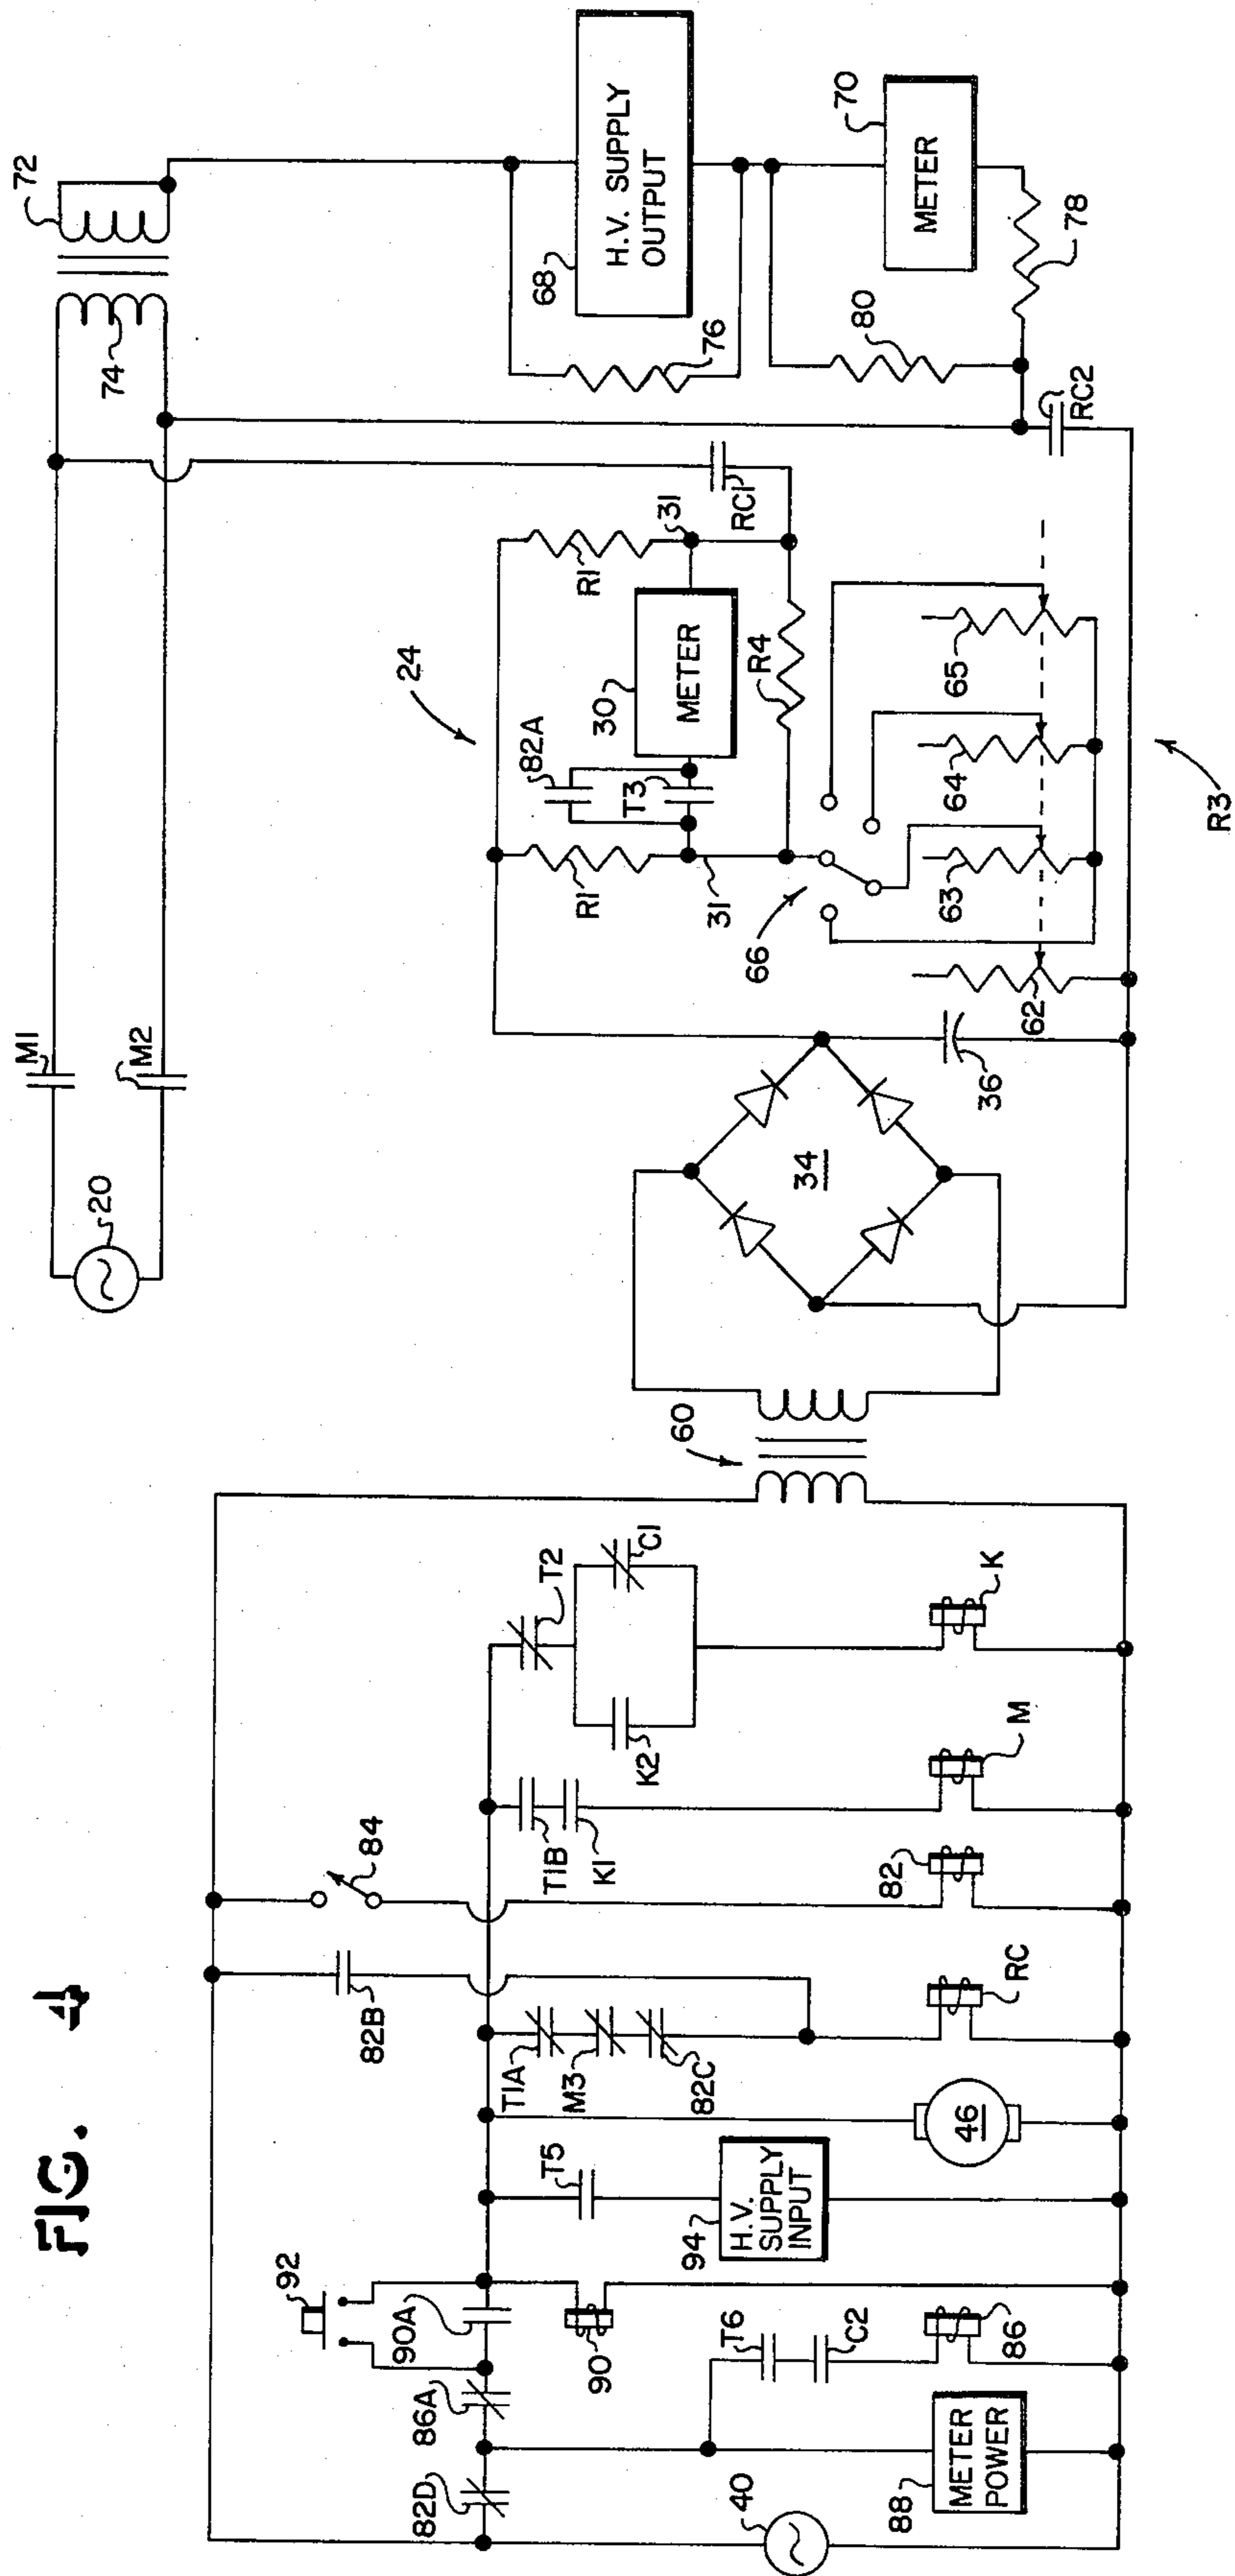 FIG. 4
92
90A
86A
82D
40
88
METER
POWER
T6
C2
86
90
94
H.V.
SUPPLY
INPUT
T5
46
T1A
M3
82C
82B
RC
84
82
T1B
K1
M
T2
K2
C1
K
60
20
M1
M2
34
36
24
R1
R1
31
31
82A
T3
30
METER
R4
RC1
66
62
63
64
65
R3
RC2
74
72
68
H.V. SUPPLY
OUTPUT
76
70
METER
80
78